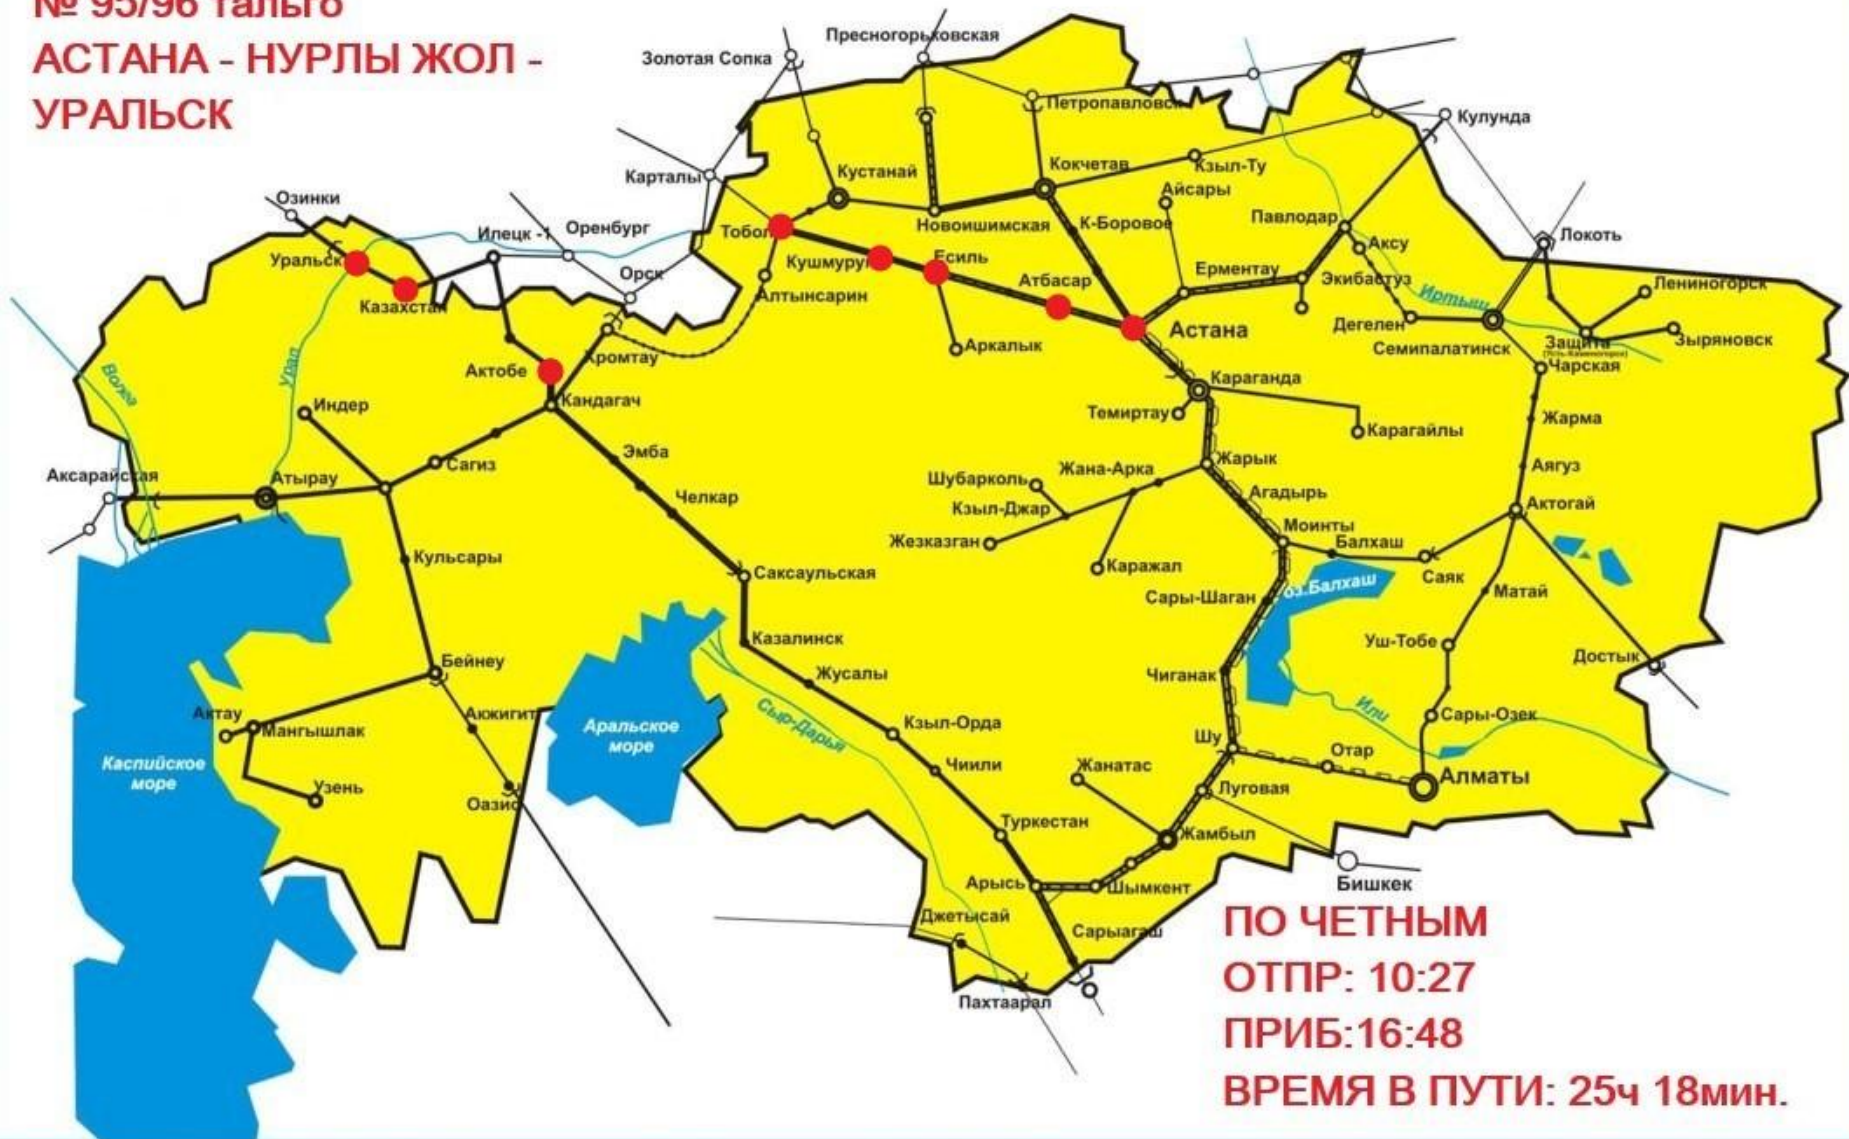 № 95/96 тальго
АСТАНА - НУРЛЫ ЖОЛ -
УРАЛЬСК
Пресногорьковская
Золотая Сопка
Петропавловск
Кулунда
Карталы
Кустанай
Кокчетав
Кзыл-Ту
Айсары
Озинки
Илецк -1
Оренбург
Тобол
Новоишимская
К-Боровое
Павлодар
Аксу
Локоть
Уральск
Орск
Кушмурун
Есиль
Атбасар
Ерментау
Экибастуз
Иртыш
Лениногорск
Казахстан
Алтынсарин
Астана
Дегелен
Семипалатинск
Защита
(Усть-Каменогорск)
Зыряновск
Волга
Урал
Хромтау
Аркалык
Чарская
Актобе
Кандагач
Караганда
Темиртау
Индер
Карагайлы
Жарма
Эмба
Сагиз
Жарык
Аксарайская
Атырау
Челкар
Шубарколь
Жана-Арка
Аягуз
Кзыл-Джар
Агадырь
Актогай
Жезказган
Моинты
Балхаш
Кульсары
Саксаульская
Каражал
Саяк
Сары-Шаган
оз.Балхаш
Матай
Казалинск
Уш-Тобе
Бейнеу
Жусалы
Чиганак
Достык
Актау
Мангышлак
Акжигит
Аральское
море
Сыр-Дарья
Кзыл-Орда
Или
Сары-Озек
Каспийское
море
Узень
Оазис
Чиили
Жанатас
Шу
Отар
Алматы
Луговая
Туркестан
Жамбыл
Арысь
Шымкент
Бишкек
Джетысай
Сарыагаш
Пахтаарал
ПО ЧЕТНЫМ
ОТПР: 10:27
ПРИБ:16:48
ВРЕМЯ В ПУТИ: 25ч 18мин.